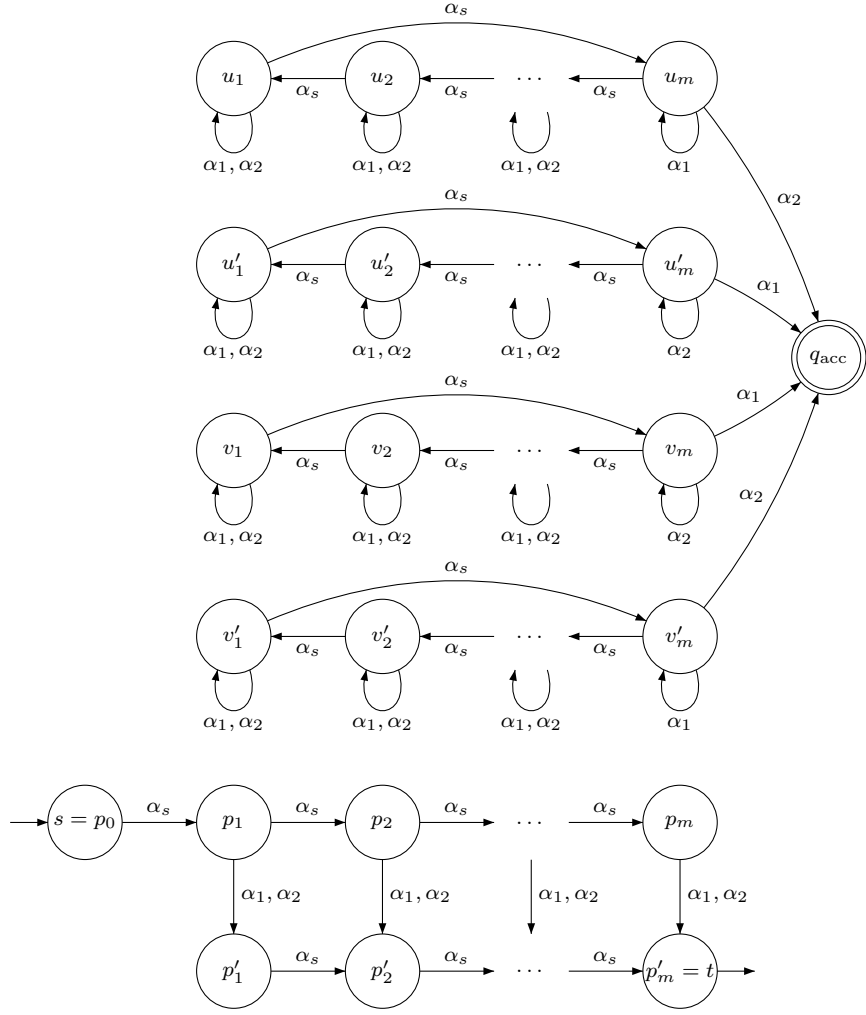 α_s
u_1 α_s u_2 α_s ⋯ α_s u_m
α_1, α_2 α_1, α_2 α_1, α_2 α_1
α_2
α_s
u′_1 α_s u′_2 α_s ⋯ α_s u′_m
α_1
α_1, α_2 α_1, α_2 α_1, α_2 α_2
q_acc
α_s
α_1
v_1 α_s v_2 α_s ⋯ α_s v_m
α_2
α_1, α_2 α_1, α_2 α_1, α_2 α_2
α_s
v′_1 α_s v′_2 α_s ⋯ α_s v′_m
α_1, α_2 α_1, α_2 α_1, α_2 α_1
s = p_0 α_s p_1 α_s p_2 α_s ⋯ α_s p_m
α_1, α_2 α_1, α_2 α_1, α_2 α_1, α_2
p′_1 α_s p′_2 α_s ⋯ α_s p′_m = t